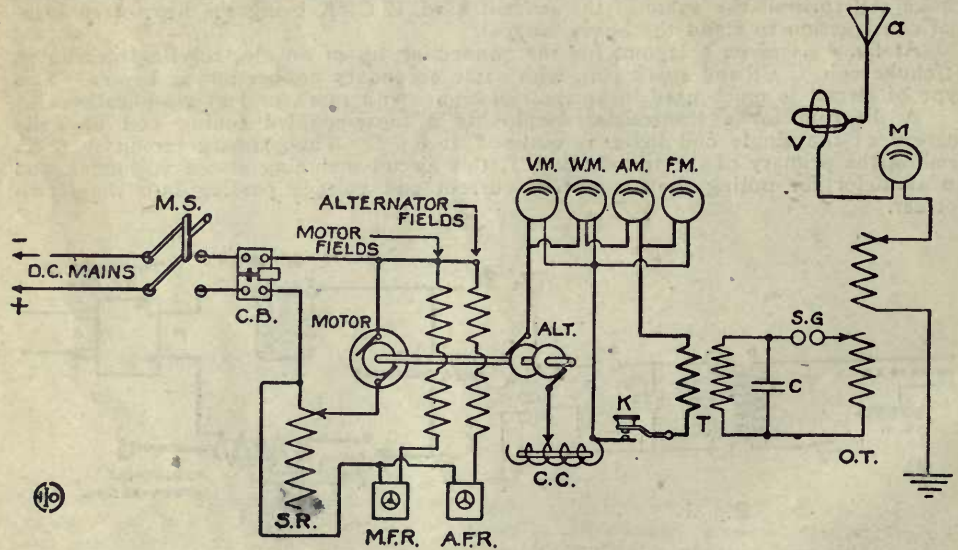 a
V
M
V.M. W.M. A.M. F.M.
M.S.
ALTERNATOR
FIELDS
MOTOR
FIELDS
-
D.C. MAINS
+
C.B.
MOTOR
ALT.
S.G
K
T
C
O.T.
C.C.
S.R.
M.F.R. A.F.R.